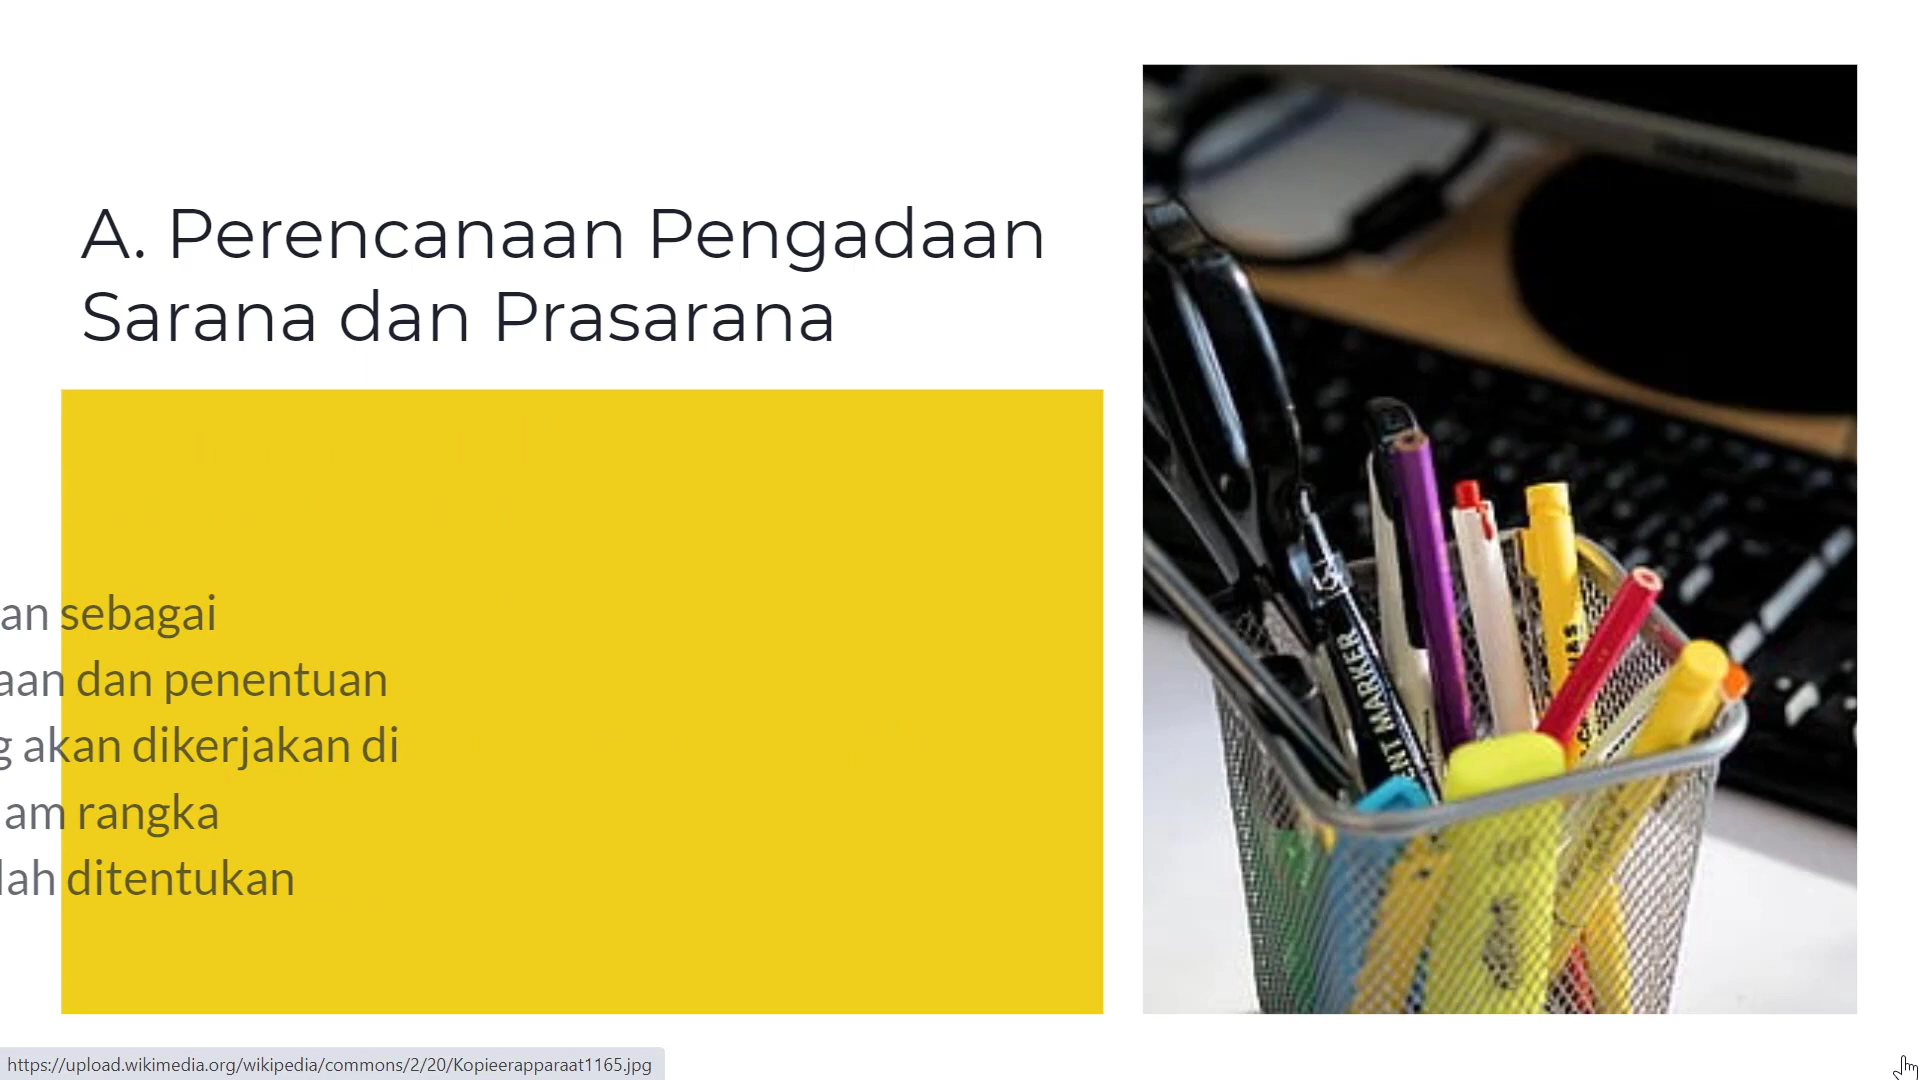 A. Perencanaan Pengadaan
Sarana dan Prasarana
an sebagai
aan dan penentuan
g akan dikerjakan di
am rangka
lah ditentukan
MARKER
https://upload.wikimedia.org/wikipedia/commons/2/20/Kopieerapparaat1165.jpg